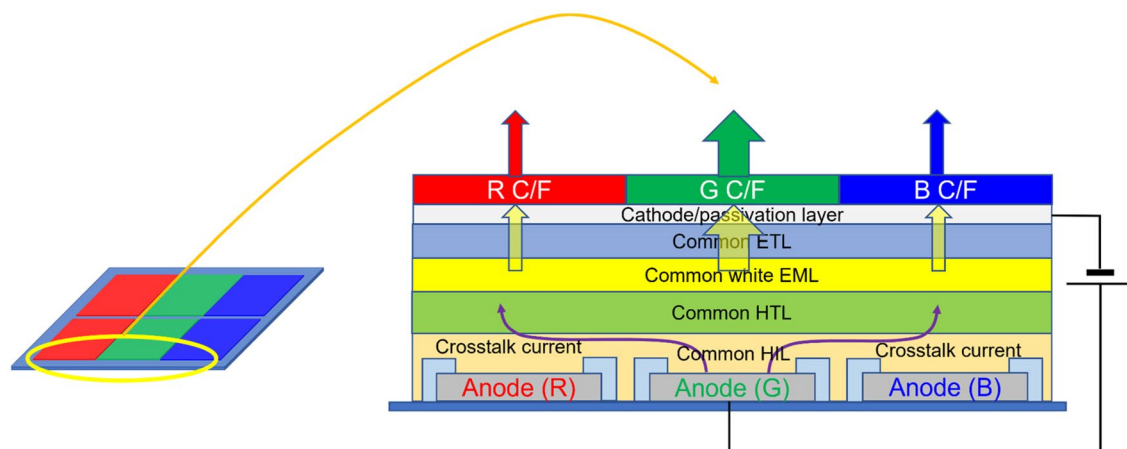 R C/F
G C/F
B C/F
Cathode/passivation layer
Common ETL
Common white EML
Common HTL
Crosstalk current
Common HIL
Crosstalk current
Anode (R)
Anode (G)
Anode (B)